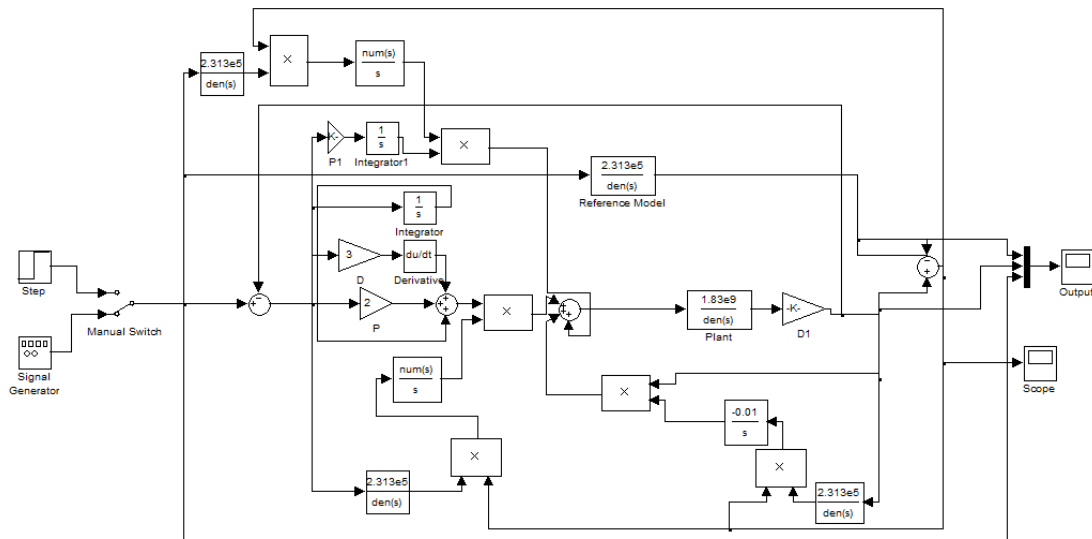 num(s)
s
2.313e5
den(s)
×
-K-
P1
1
s
Integrator1
×
2.313e5
den(s)
Reference Model
1
s
Integrator
3
D
du/dt
Derivative
Step
Manual Switch
2
P
×
1.83e9
den(s)
Plant
-K-
D1
Output
Signal
Generator
num(s)
s
×
-0.01
s
Scope
×
×
2.313e5
den(s)
2.313e5
den(s)